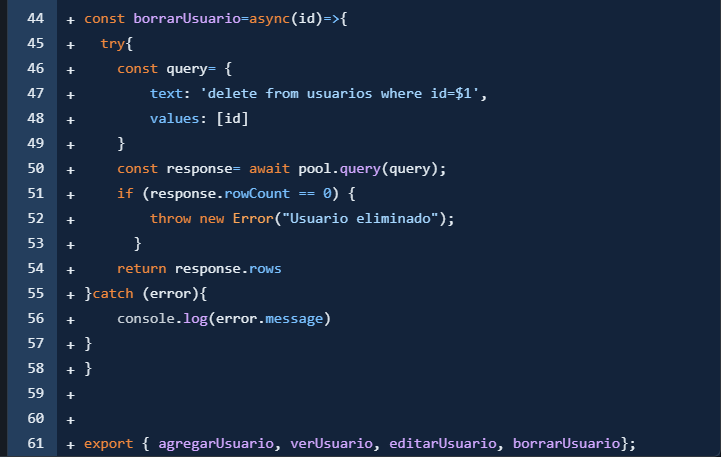 44 + const borrarUsuario=async(id)=>{
45 +   try{
46 +     const query= {
47 +         text: 'delete from usuarios where id=$1',
48 +         values: [id]
49 +     }
50 +     const response= await pool.query(query);
51 +     if (response.rowCount == 0) {
52 +         throw new Error("Usuario eliminado");
53 +       }
54 +     return response.rows
55 + }catch (error){
56 +     console.log(error.message)
57 + }
58 + }
59 +
60 +
61 + export { agregarUsuario, verUsuario, editarUsuario, borrarUsuario};